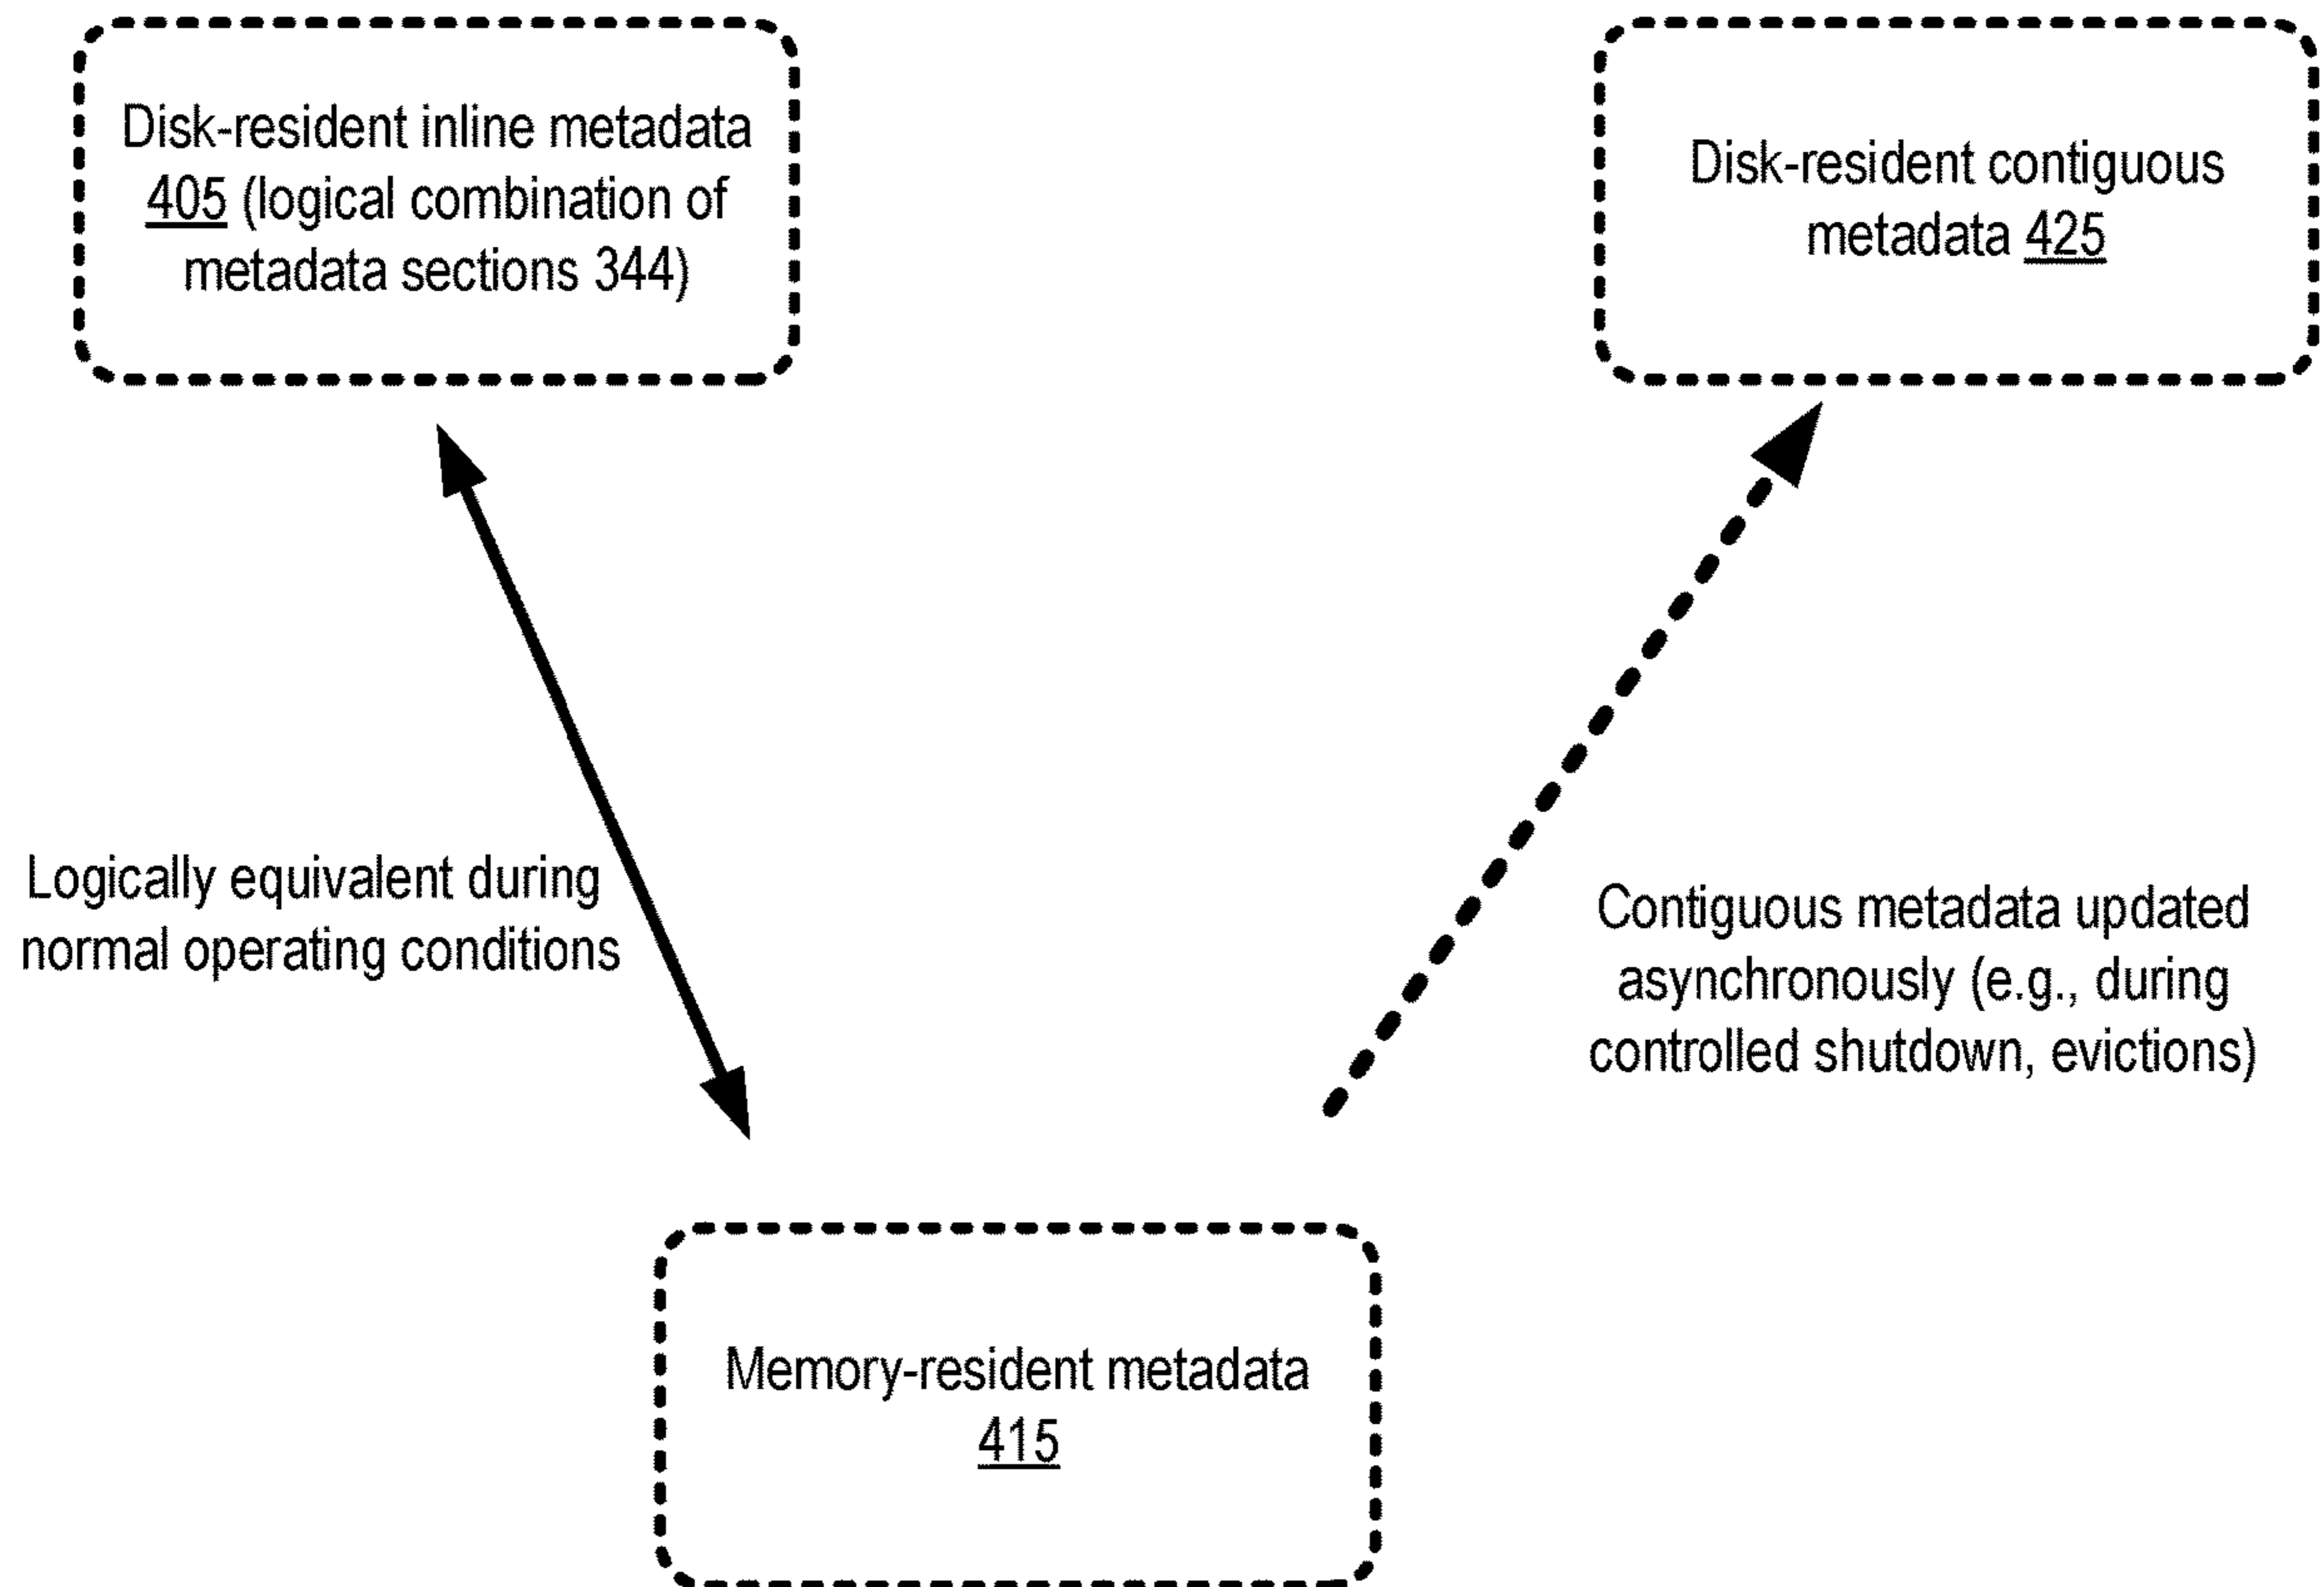 Disk-resident inline metadata
405 (logical combination of
metadata sections 344)
Disk-resident contiguous
metadata 425
Logically equivalent during
normal operating conditions
Contiguous metadata updated
asynchronously (e.g., during
controlled shutdown, evictions)
Memory-resident metadata
415